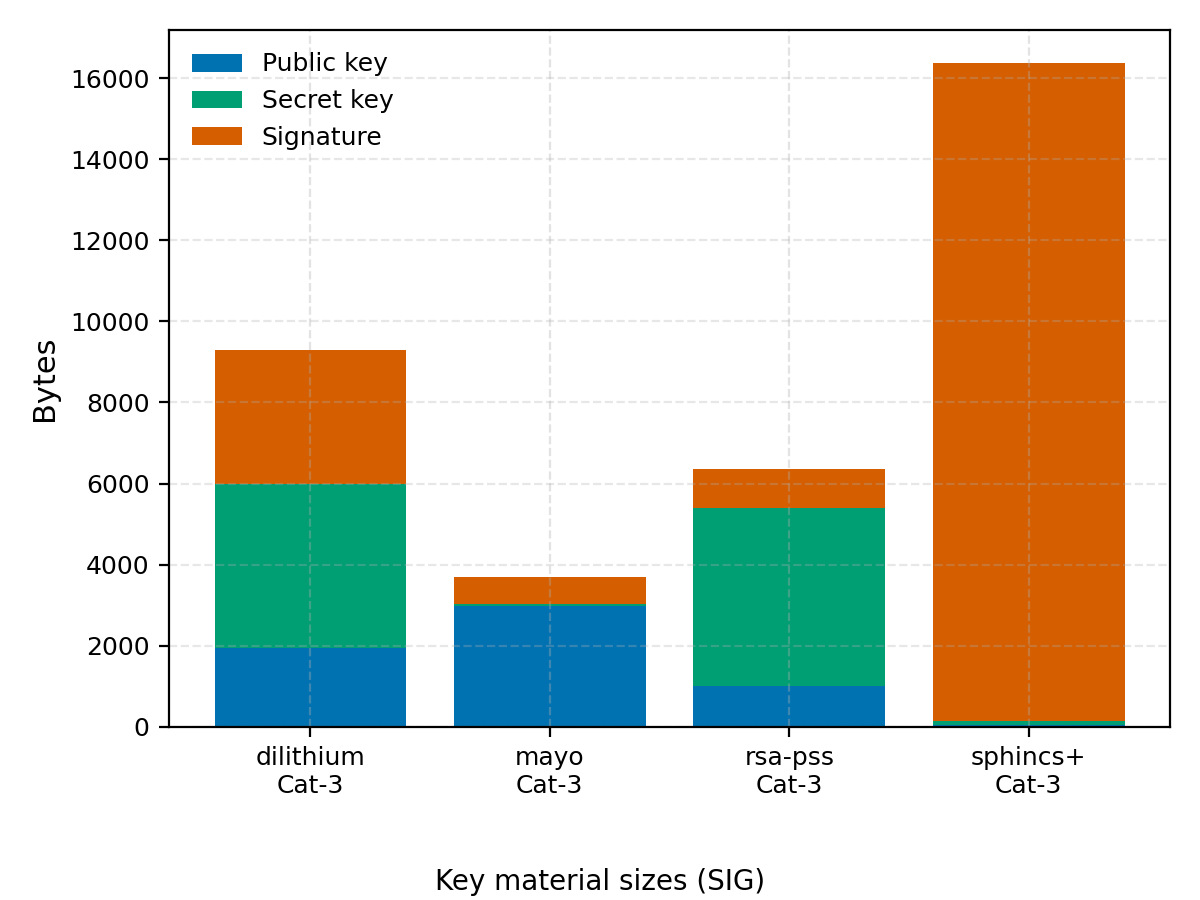 Public key
Secret key
Signature
16000
14000
12000
10000
8000
6000
4000
2000
0
Bytes
dilithium
Cat-3
mayo
Cat-3
rsa-pss
Cat-3
sphincs+
Cat-3
Key material sizes (SIG)